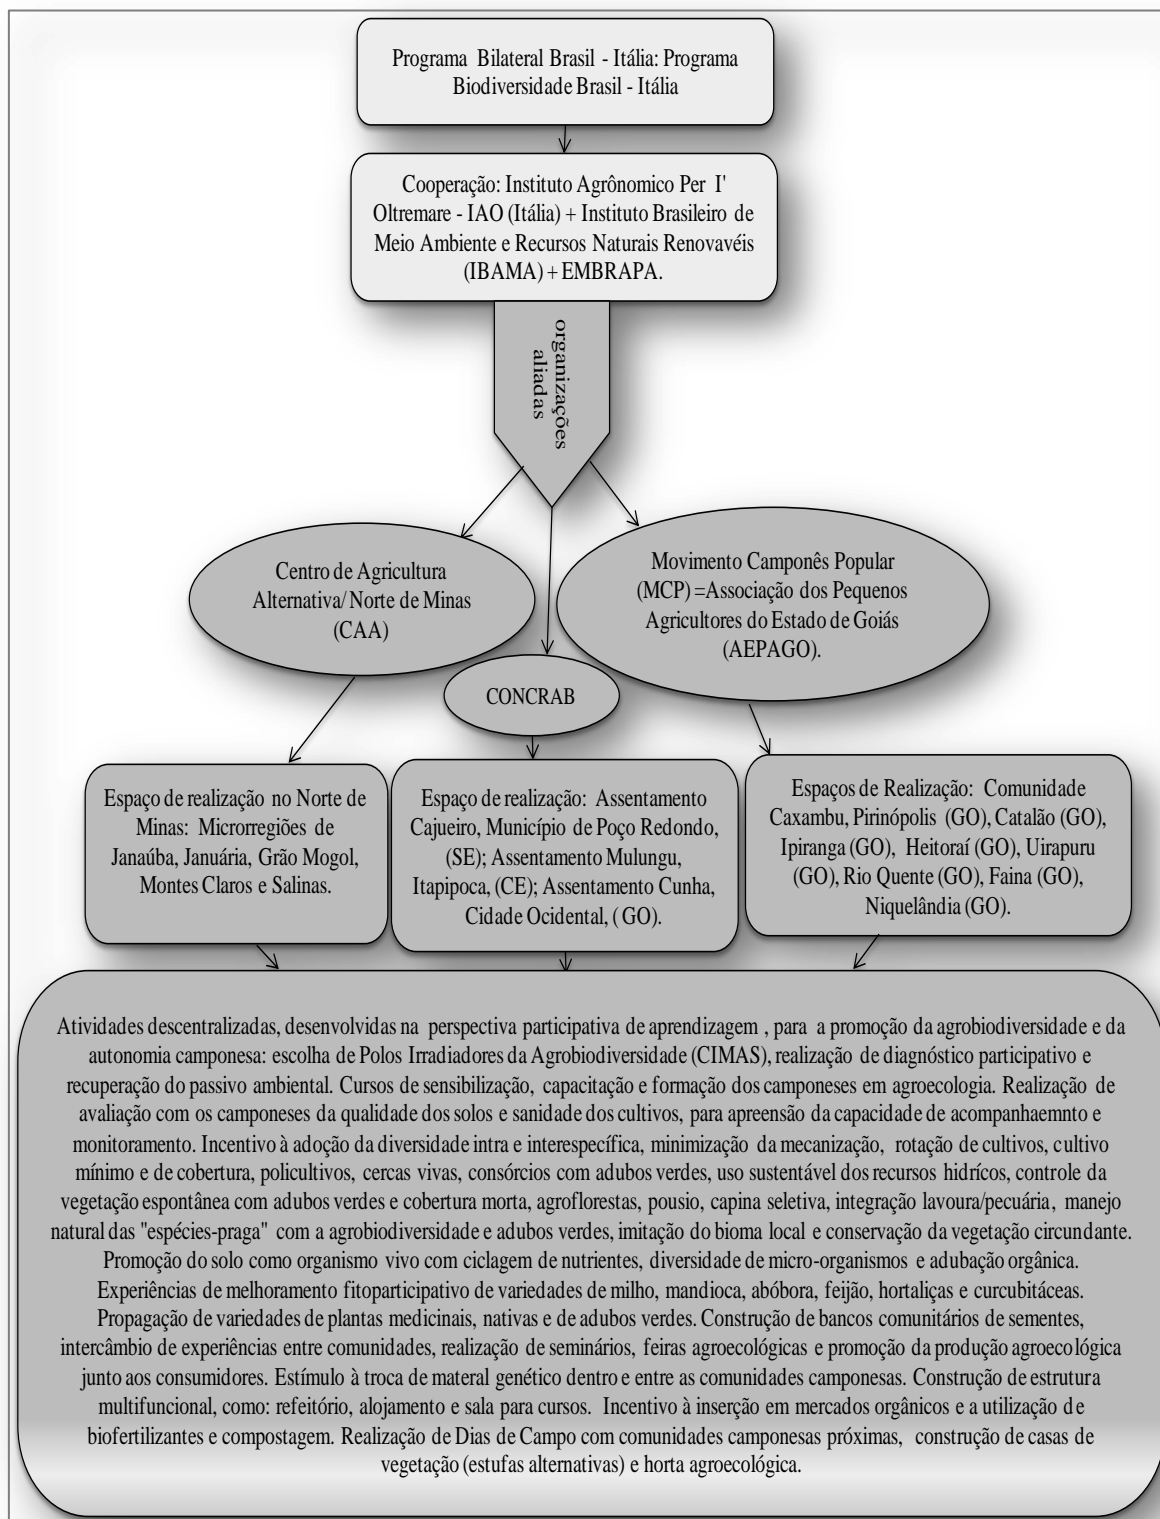 Programa Bilateral Brasil - Itália: Programa
Biodiversidade Brasil - Itália
Cooperação: Instituto Agrônomico Per I'
Oltremare - IAO (Itália) + Instituto Brasileiro de
Meio Ambiente e Recursos Naturais Renovavéis
(IBAMA) + EMBRAPA.
organizações
aliadas
Centro de Agricultura
Alternativa/ Norte de Minas
(CAA)
CONCRAB
Movimento Camponês Popular
(MCP) =Associação dos Pequenos
Agricultores do Estado de Goiás
(AEPAGO).
Espaço de realização no Norte de
Minas: Microrregiões de
Janaúba, Januária, Grão Mogol,
Montes Claros e Salinas.
Espaço de realização: Assentamento
Cajueiro, Município de Poço Redondo,
(SE); Assentamento Mulungu,
Itapipoca, (CE); Assentamento Cunha,
Cidade Ocidental, ( GO).
Espaços de Realização: Comunidade
Caxambu, Pirinópolis (GO), Catalão (GO),
Ipiranga (GO), Heitoraí (GO), Uirapuru
(GO), Rio Quente (GO), Faina (GO),
Niquelândia (GO).
Atividades descentralizadas, desenvolvidas na perspectiva participativa de aprendizagem , para a promoção da agrobiodiversidade e da
autonomia camponesa: escolha de Polos Irradiadores da Agrobiodiversidade (CIMAS), realização de diagnóstico participativo e
recuperação do passivo ambiental. Cursos de sensibilização, capacitação e formação dos camponeses em agroecologia. Realização de
avaliação com os camponeses da qualidade dos solos e sanidade dos cultivos, para apreensão da capacidade de acompanhaemnto e
monitoramento. Incentivo à adoção da diversidade intra e interespecífica, minimização da mecanização, rotação de cultivos, cultivo
mínimo e de cobertura, policultivos, cercas vivas, consórcios com adubos verdes, uso sustentável dos recursos hidrícos, controle da
vegetação espontânea com adubos verdes e cobertura morta, agroflorestas, pousio, capina seletiva, integração lavoura/pecuária, manejo
natural das "espécies-praga" com a agrobiodiversidade e adubos verdes, imitação do bioma local e conservação da vegetação circundante.
Promoção do solo como organismo vivo com ciclagem de nutrientes, diversidade de micro-organismos e adubação orgânica.
Experiências de melhoramento fitoparticipativo de variedades de milho, mandioca, abóbora, feijão, hortaliças e curcubitáceas.
Propagação de variedades de plantas medicinais, nativas e de adubos verdes. Construção de bancos comunitários de sementes,
intercâmbio de experiências entre comunidades, realização de seminários, feiras agroecológicas e promoção da produção agroecológica
junto aos consumidores. Estímulo à troca de materal genético dentro e entre as comunidades camponesas. Construção de estrutura
multifuncional, como: refeitório, alojamento e sala para cursos. Incentivo à inserção em mercados orgânicos e a utilização de
biofertilizantes e compostagem. Realização de Dias de Campo com comunidades camponesas próximas, construção de casas de
vegetação (estufas alternativas) e horta agroecológica.